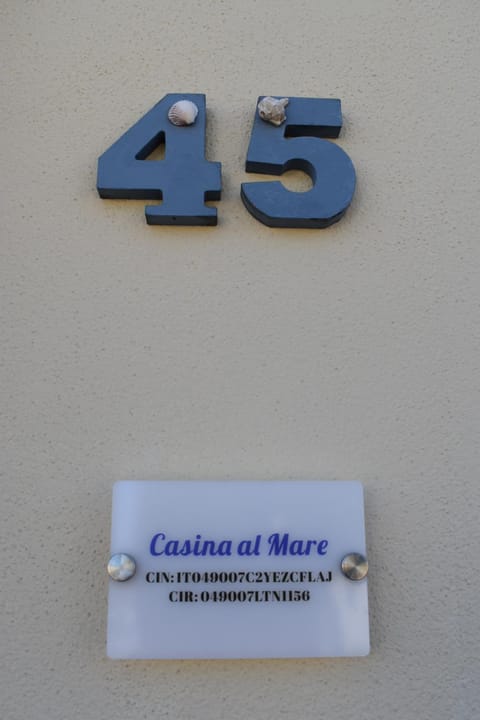 45
Casina al Mare
CIN: IT049007C2YEZCFLAJ
CIR: 049007LTN1156